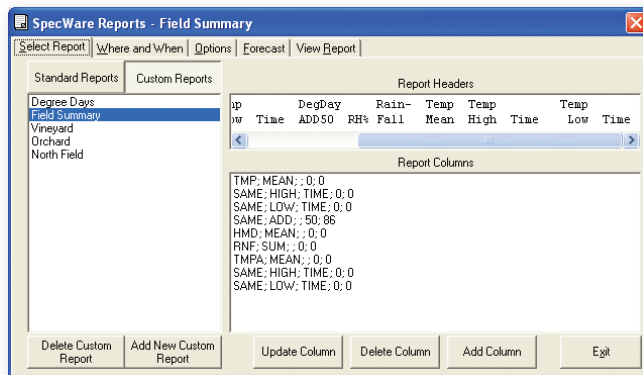 SpecWare Reports - Field Summary
Select Report Where and When Options Forecast View Report
Standard Reports Custom Reports
Degree Days
Field Summary
Vineyard
Orchard
North Field
Report Headers
DegDay Rain- Temp Temp Temp
Time ADD50 RH% Fall Mean High Time Low Time
Report Columns
TMP; MEAN; ; 0; 0
SAME; HIGH; TIME; 0; 0
SAME; LOW; TIME; 0; 0
SAME; ADD; ; 50; 86
HMD; MEAN; ; 0; 0
RNF; SUM; ; 0; 0
TMPA; MEAN; ; 0; 0
SAME; HIGH; TIME; 0; 0
SAME; LOW; TIME; 0; 0
Delete Custom
Report
Add New Custom
Report
Update Column Delete Column Add Column Exit